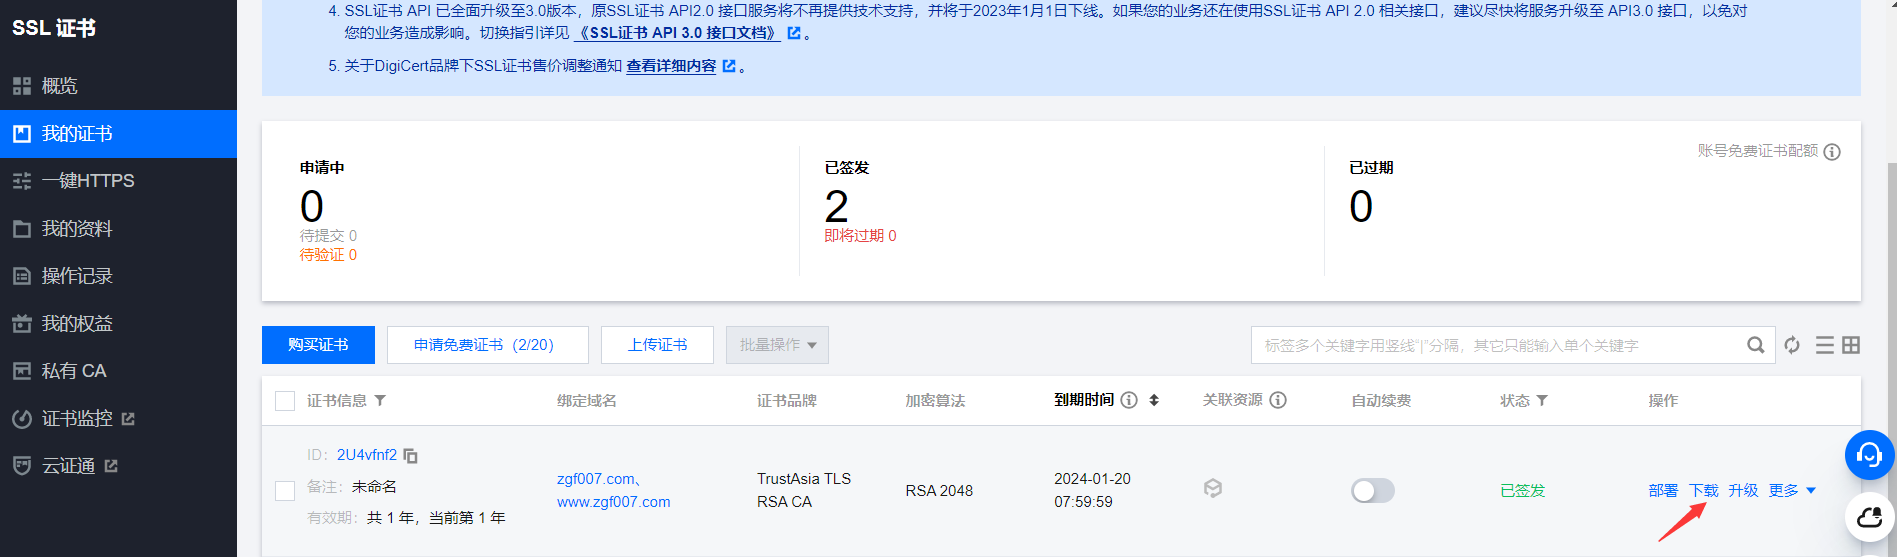 SSL 证书
概览
我的证书
一键HTTPS
我的资料
操作记录
我的权益
私有 CA
证书监控
云证通
4. SSL证书 API 已全面升级至3.0版本，原SSL证书 API2.0 接口服务将不再提供技术支持，并将于2023年1月1日下线。如果您的业务还在使用SSL证书 API 2.0 相关接口，建议尽快将服务升级至 API3.0 接口，以免对
您的业务造成影响。切换指引详见 《SSL证书 API 3.0 接口文档》 。
5. 关于DigiCert品牌下SSL证书售价调整通知 查看详细内容 。
账号免费证书配额
申请中
0
待提交 0
待验证 0
已签发
2
即将过期 0
已过期
0
购买证书 申请免费证书（2/20） 上传证书 批量操作 标签多个关键字用竖线“|”分隔，其它只能输入单个关键字
证书信息 绑定域名 证书品牌 加密算法 到期时间 关联资源 自动续费 状态 操作
ID： 2U4vfnf2
备注：未命名
有效期：共 1 年，当前第 1 年
zgf007.com、
www.zgf007.com
TrustAsia TLS
RSA CA
RSA 2048
2024-01-20
07:59:59
已签发
部署 下载 升级 更多